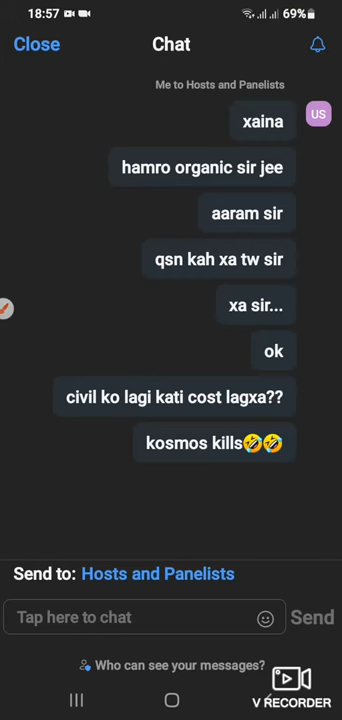 18:57 69%
Close Chat
Me to Hosts and Panelists
xaina
US
hamro organic sir jee
aaram sir
qsn kah xa tw sir
xa sir...
ok
civil ko lagi kati cost lagxa??
kosmos kills🤣🤣
Send to: Hosts and Panelists
Tap here to chat Send
Who can see your messages?
V RECORDER